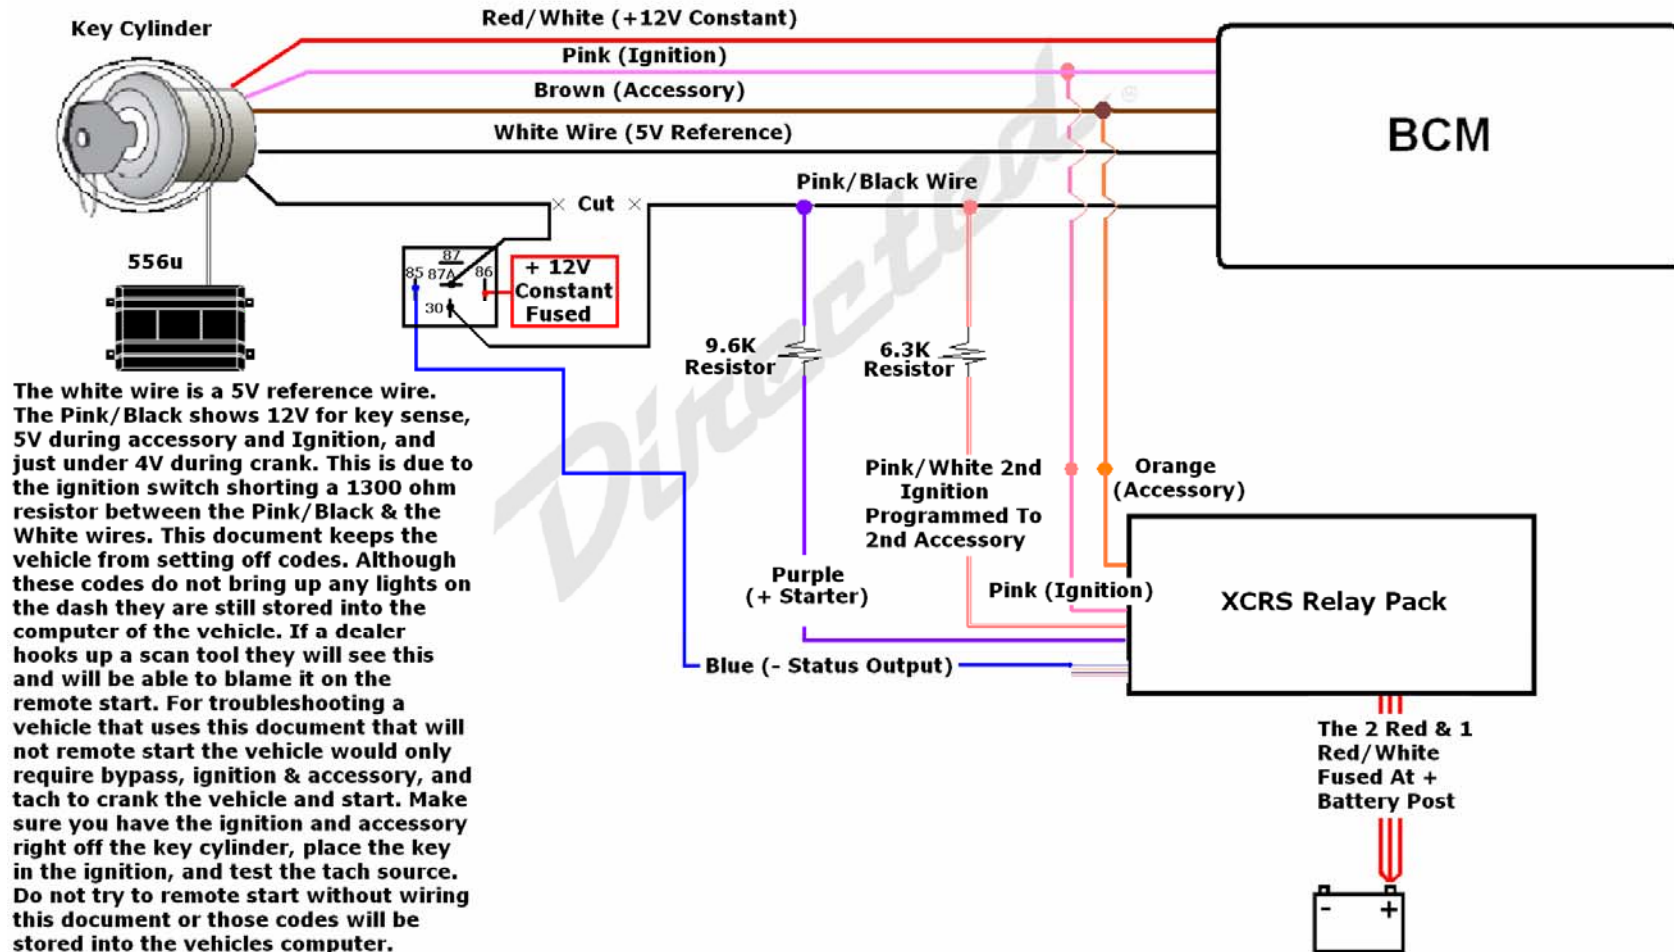 Red/White (+12V Constant)
Key Cylinder
Pink (Ignition)
Brown (Accessory)
White Wire (5V Reference)
BCM
Pink/Black Wire
Cut
556u
87
85
87A
86
30
+ 12V
Constant
Fused
9.6K
Resistor
6.3K
Resistor
Directed
®
The white wire is a 5V reference wire.
The Pink/Black shows 12V for key sense,
5V during accessory and Ignition, and
just under 4V during crank. This is due to
the ignition switch shorting a 1300 ohm
resistor between the Pink/Black & the
White wires. This document keeps the
vehicle from setting off codes. Although
these codes do not bring up any lights on
the dash they are still stored into the
computer of the vehicle. If a dealer
hooks up a scan tool they will see this
and will be able to blame it on the
remote start. For troubleshooting a
vehicle that uses this document that will
not remote start the vehicle would only
require bypass, ignition & accessory, and
tach to crank the vehicle and start. Make
sure you have the ignition and accessory
right off the key cylinder, place the key
in the ignition, and test the tach source.
Do not try to remote start without wiring
this document or those codes will be
stored into the vehicles computer.
Pink/White 2nd
Ignition
Programmed To
2nd Accessory
Orange
(Accessory)
Purple
(+ Starter)
Pink (Ignition)
XCRS Relay Pack
Blue (- Status Output)
The 2 Red & 1
Red/White
Fused At +
Battery Post
- +